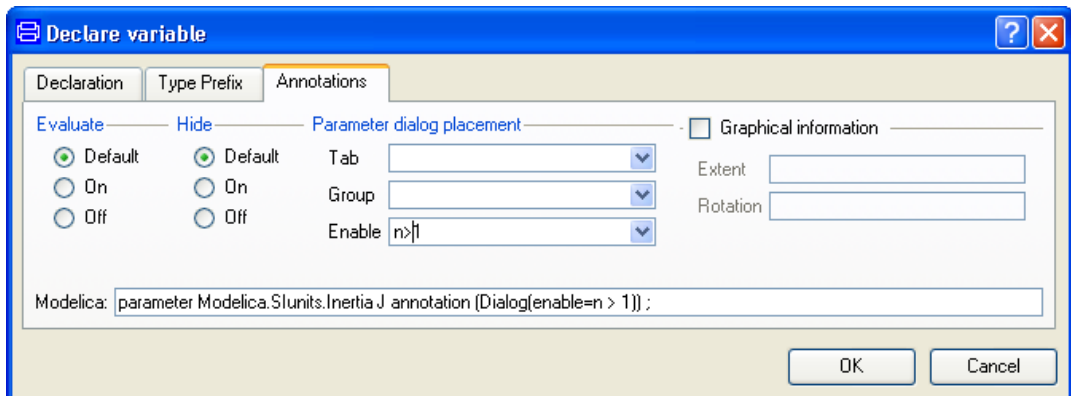 Declare variable
Declaration Type Prefix Annotations
Evaluate Hide Parameter dialog placement Graphical information
Default Default Tab
Extent
On On Group
Rotation
Off Off Enable n>1
Modelica: parameter Modelica.SIunits.Inertia J annotation (Dialog(enable=n > 1)) ;
OK Cancel